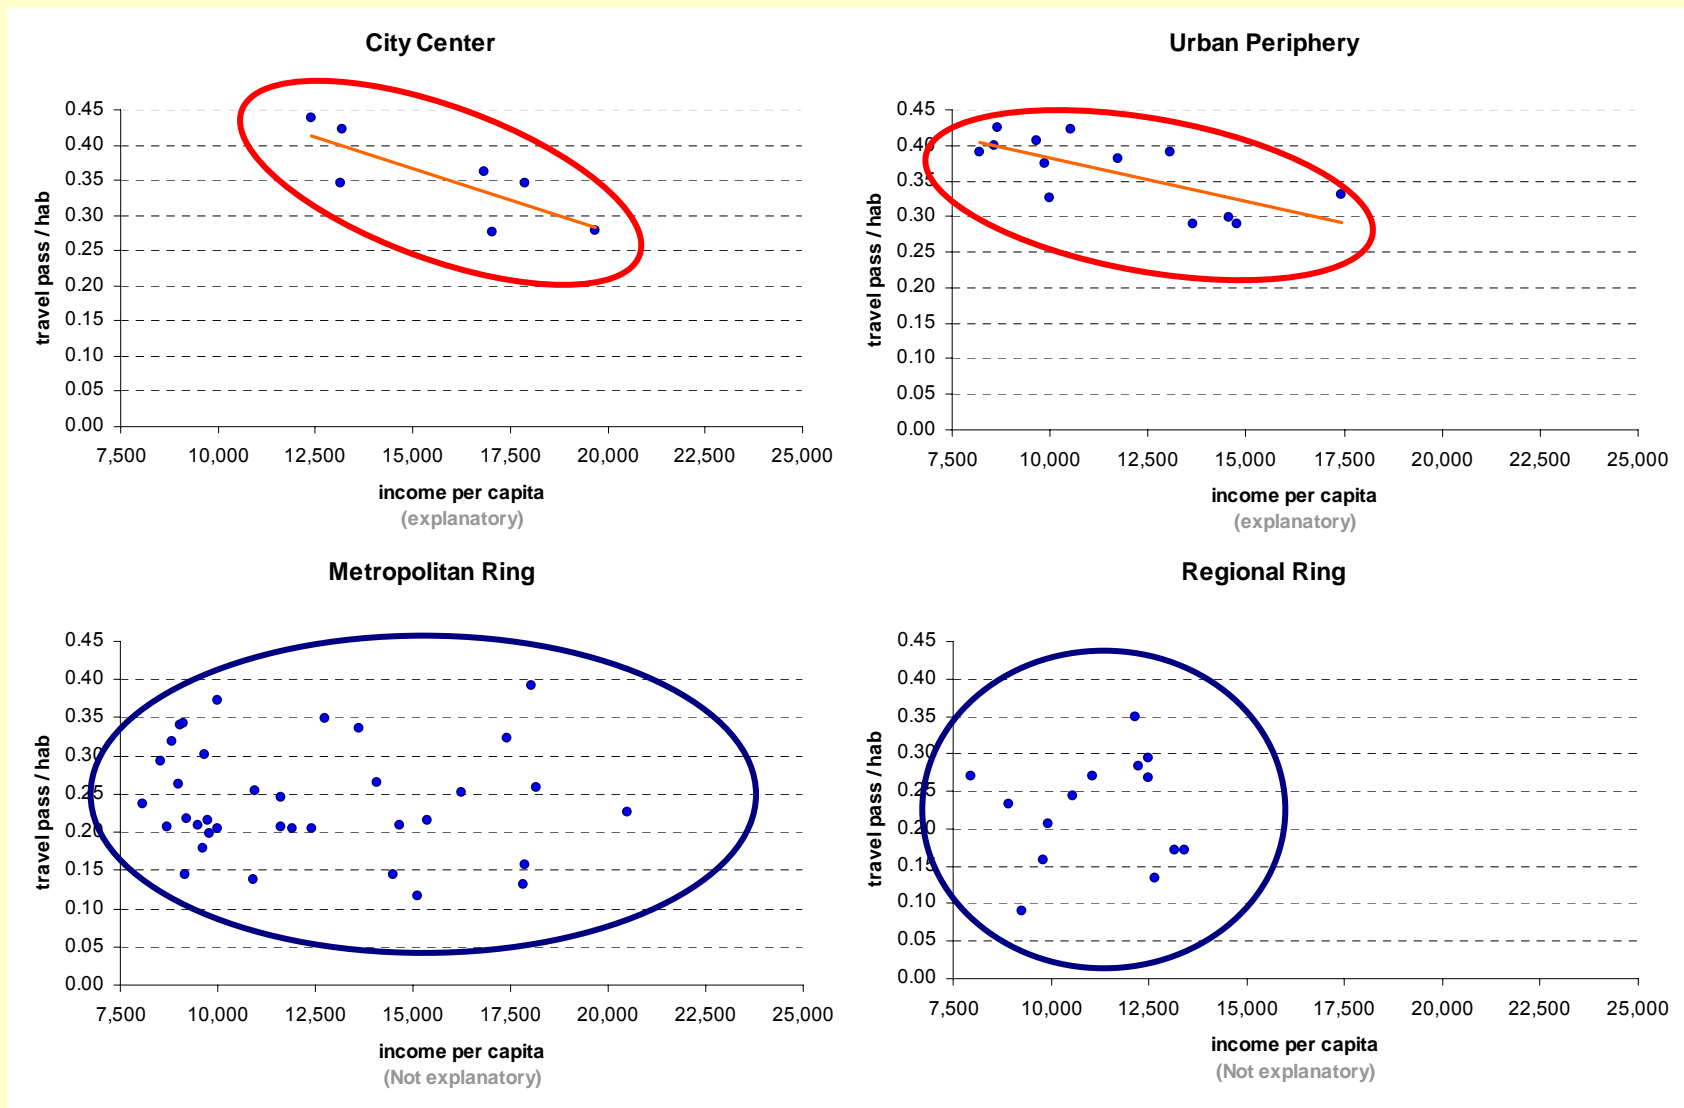 City Center
0.45
0.40
0.35
0.30
0.25
0.20
0.15
0.10
0.05
0.00
travel pass / hab
7,500 10,000 12,500 15,000 17,500 20,000 22,500 25,000
income per capita
(explanatory)
Urban Periphery
0.45
0.40
0.35
0.30
0.25
0.20
0.15
0.10
0.05
0.00
travel pass / hab
7,500 10,000 12,500 15,000 17,500 20,000 22,500 25,000
income per capita
(explanatory)
Metropolitan Ring
0.45
0.40
0.35
0.30
0.25
0.20
0.15
0.10
0.05
0.00
travel pass / hab
7,500 10,000 12,500 15,000 17,500 20,000 22,500 25,000
income per capita
(Not explanatory)
Regional Ring
0.45
0.40
0.35
0.30
0.25
0.20
0.15
0.10
0.05
0.00
travel pass / hab
7,500 10,000 12,500 15,000 17,500 20,000 22,500 25,000
income per capita
(Not explanatory)